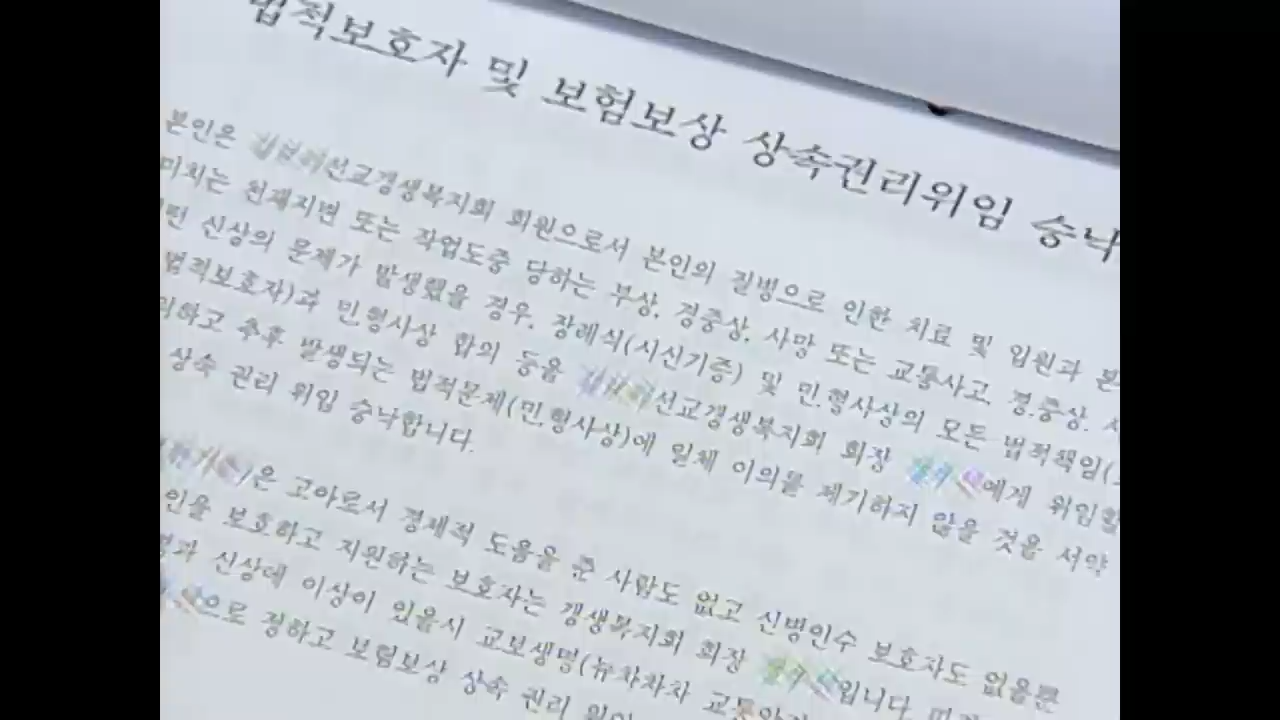 법적보호자 및 보험보상 상속권리위임 승낙
본인은 선교갱생복지회 회원으로서 본인의 질병으로 인한 치료 및 입원과 본
미치는 천재지변 또는 작업도중 당하는 부상, 경중상, 사망 또는 교통사고, 경.중상, 사
신상의 문제가 발생했을 경우, 장례식(시신기증) 및 민.형사상의 모든 법적책임(
법적보호자)과 민.형사상 합의 등을 선교갱생복지회 회장 에게 위임할
하고 추후 발생되는 법적문제(민.형사상)에 일체 이의를 제기하지 않을 것을 서약
상속 권리 위임 승낙합니다.
)은 고아로서 경제적 도움을 준 사람도 없고 신병인수 보호자도 없을뿐
인을 보호하고 지원하는 보호자는 갱생복지회 회장 입니다.
과 신상에 이상이 있을시 교보생명(뉴차차차 교통안
으로 정하고 보험보상 상속 권리